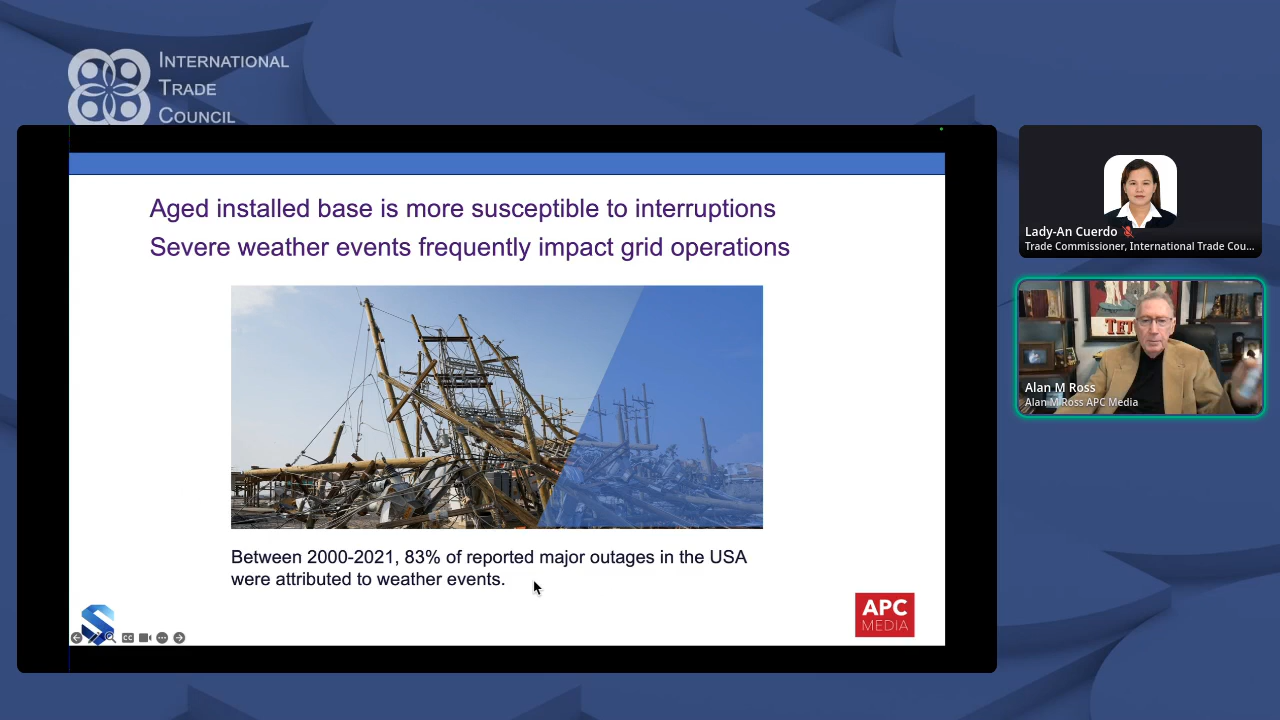 INTERNATIONAL
TRADE
COUNCIL
Aged installed base is more susceptible to interruptions
Severe weather events frequently impact grid operations
Between 2000-2021, 83% of reported major outages in the USA
were attributed to weather events.
CC
APC
MEDIA
Lady-An Cuerdo
Trade Commissioner, International Trade Cou...
Alan M Ross
Alan M Ross APC Media